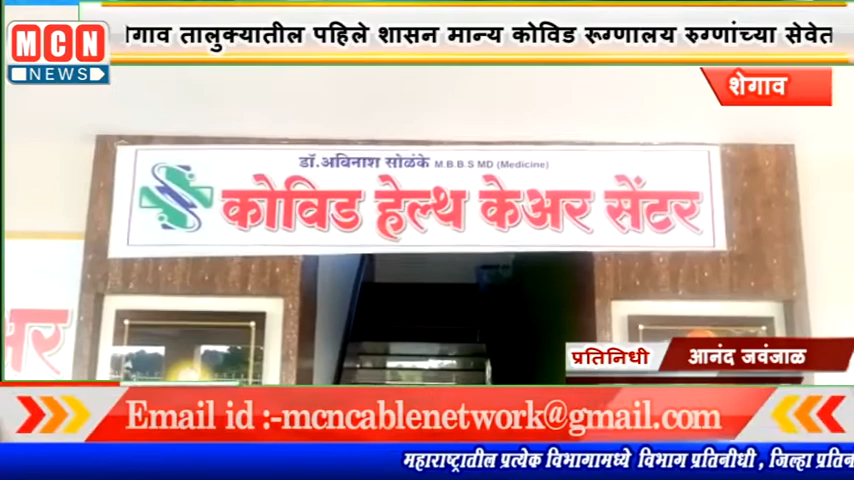 MCN
NEWS
शेगाव तालुक्यातील पहिले शासन मान्य कोविड रूग्णालय रुग्णांच्या सेवेत
शेगाव
डॉ.अविनाश सोळंके M.B.B.S MD (Medicine)
कोविड हेल्थ केअर सेंटर
अर
प्रतिनिधी
आनंद जवंजाळ
Email id :-mcncablenetwork@gmail.com
महाराष्ट्रातील प्रत्येक विभागामध्ये विभाग प्रतिनीधी , जिल्हा